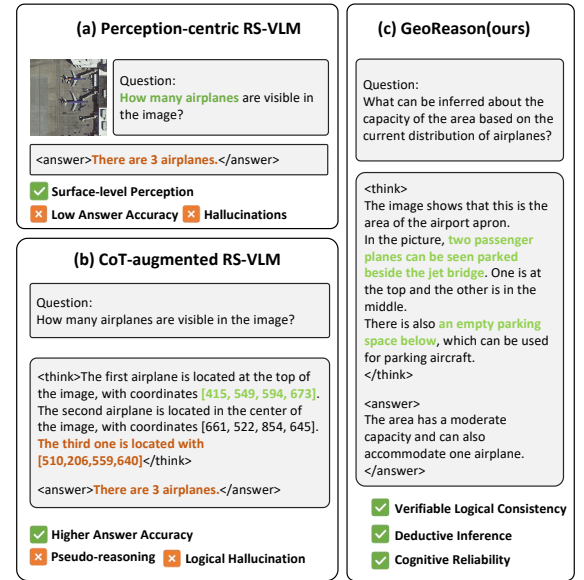 (a) Perception-centric RS-VLM
Question:
How many airplanes are visible in
the image?
<answer>There are 3 airplanes.</answer>
Surface-level Perception
Low Answer Accuracy
Hallucinations
(b) CoT-augmented RS-VLM
Question:
How many airplanes are visible in the image?
<think>The first airplane is located at the top of
the image, with coordinates [415, 549, 594, 673].
The second airplane is located in the center of
the image, with coordinates [661, 522, 854, 645].
The third one is located with
[510,206,559,640]</think>
<answer>There are 3 airplanes.</answer>
Higher Answer Accuracy
Pseudo-reasoning
Logical Hallucination
(c) GeoReason(ours)
Question:
What can be inferred about the
capacity of the area based on the
current distribution of airplanes?
<think>
The image shows that this is the
area of the airport apron.
In the picture, two passenger
planes can be seen parked
beside the jet bridge. One is at
the top and the other is in the
middle.
There is also an empty parking
space below, which can be used
for parking aircraft.
</think>
<answer>
The area has a moderate
capacity and can also
accommodate one airplane.
</answer>
Verifiable Logical Consistency
Deductive Inference
Cognitive Reliability